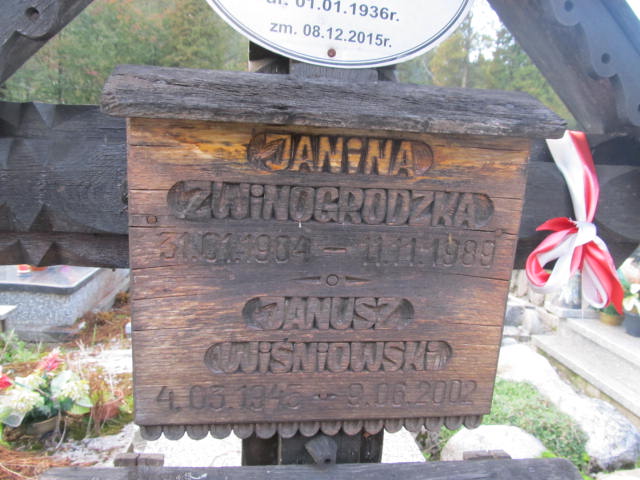 ur. 01.01.1936r.
zm. 08.12.2015r.
JANINA
ZWINOGRODZKA
31.01.1904 — 11.11.1989
JANUSZ
WIŚNIOWSKI
4.03.1945 — 9.06.2002